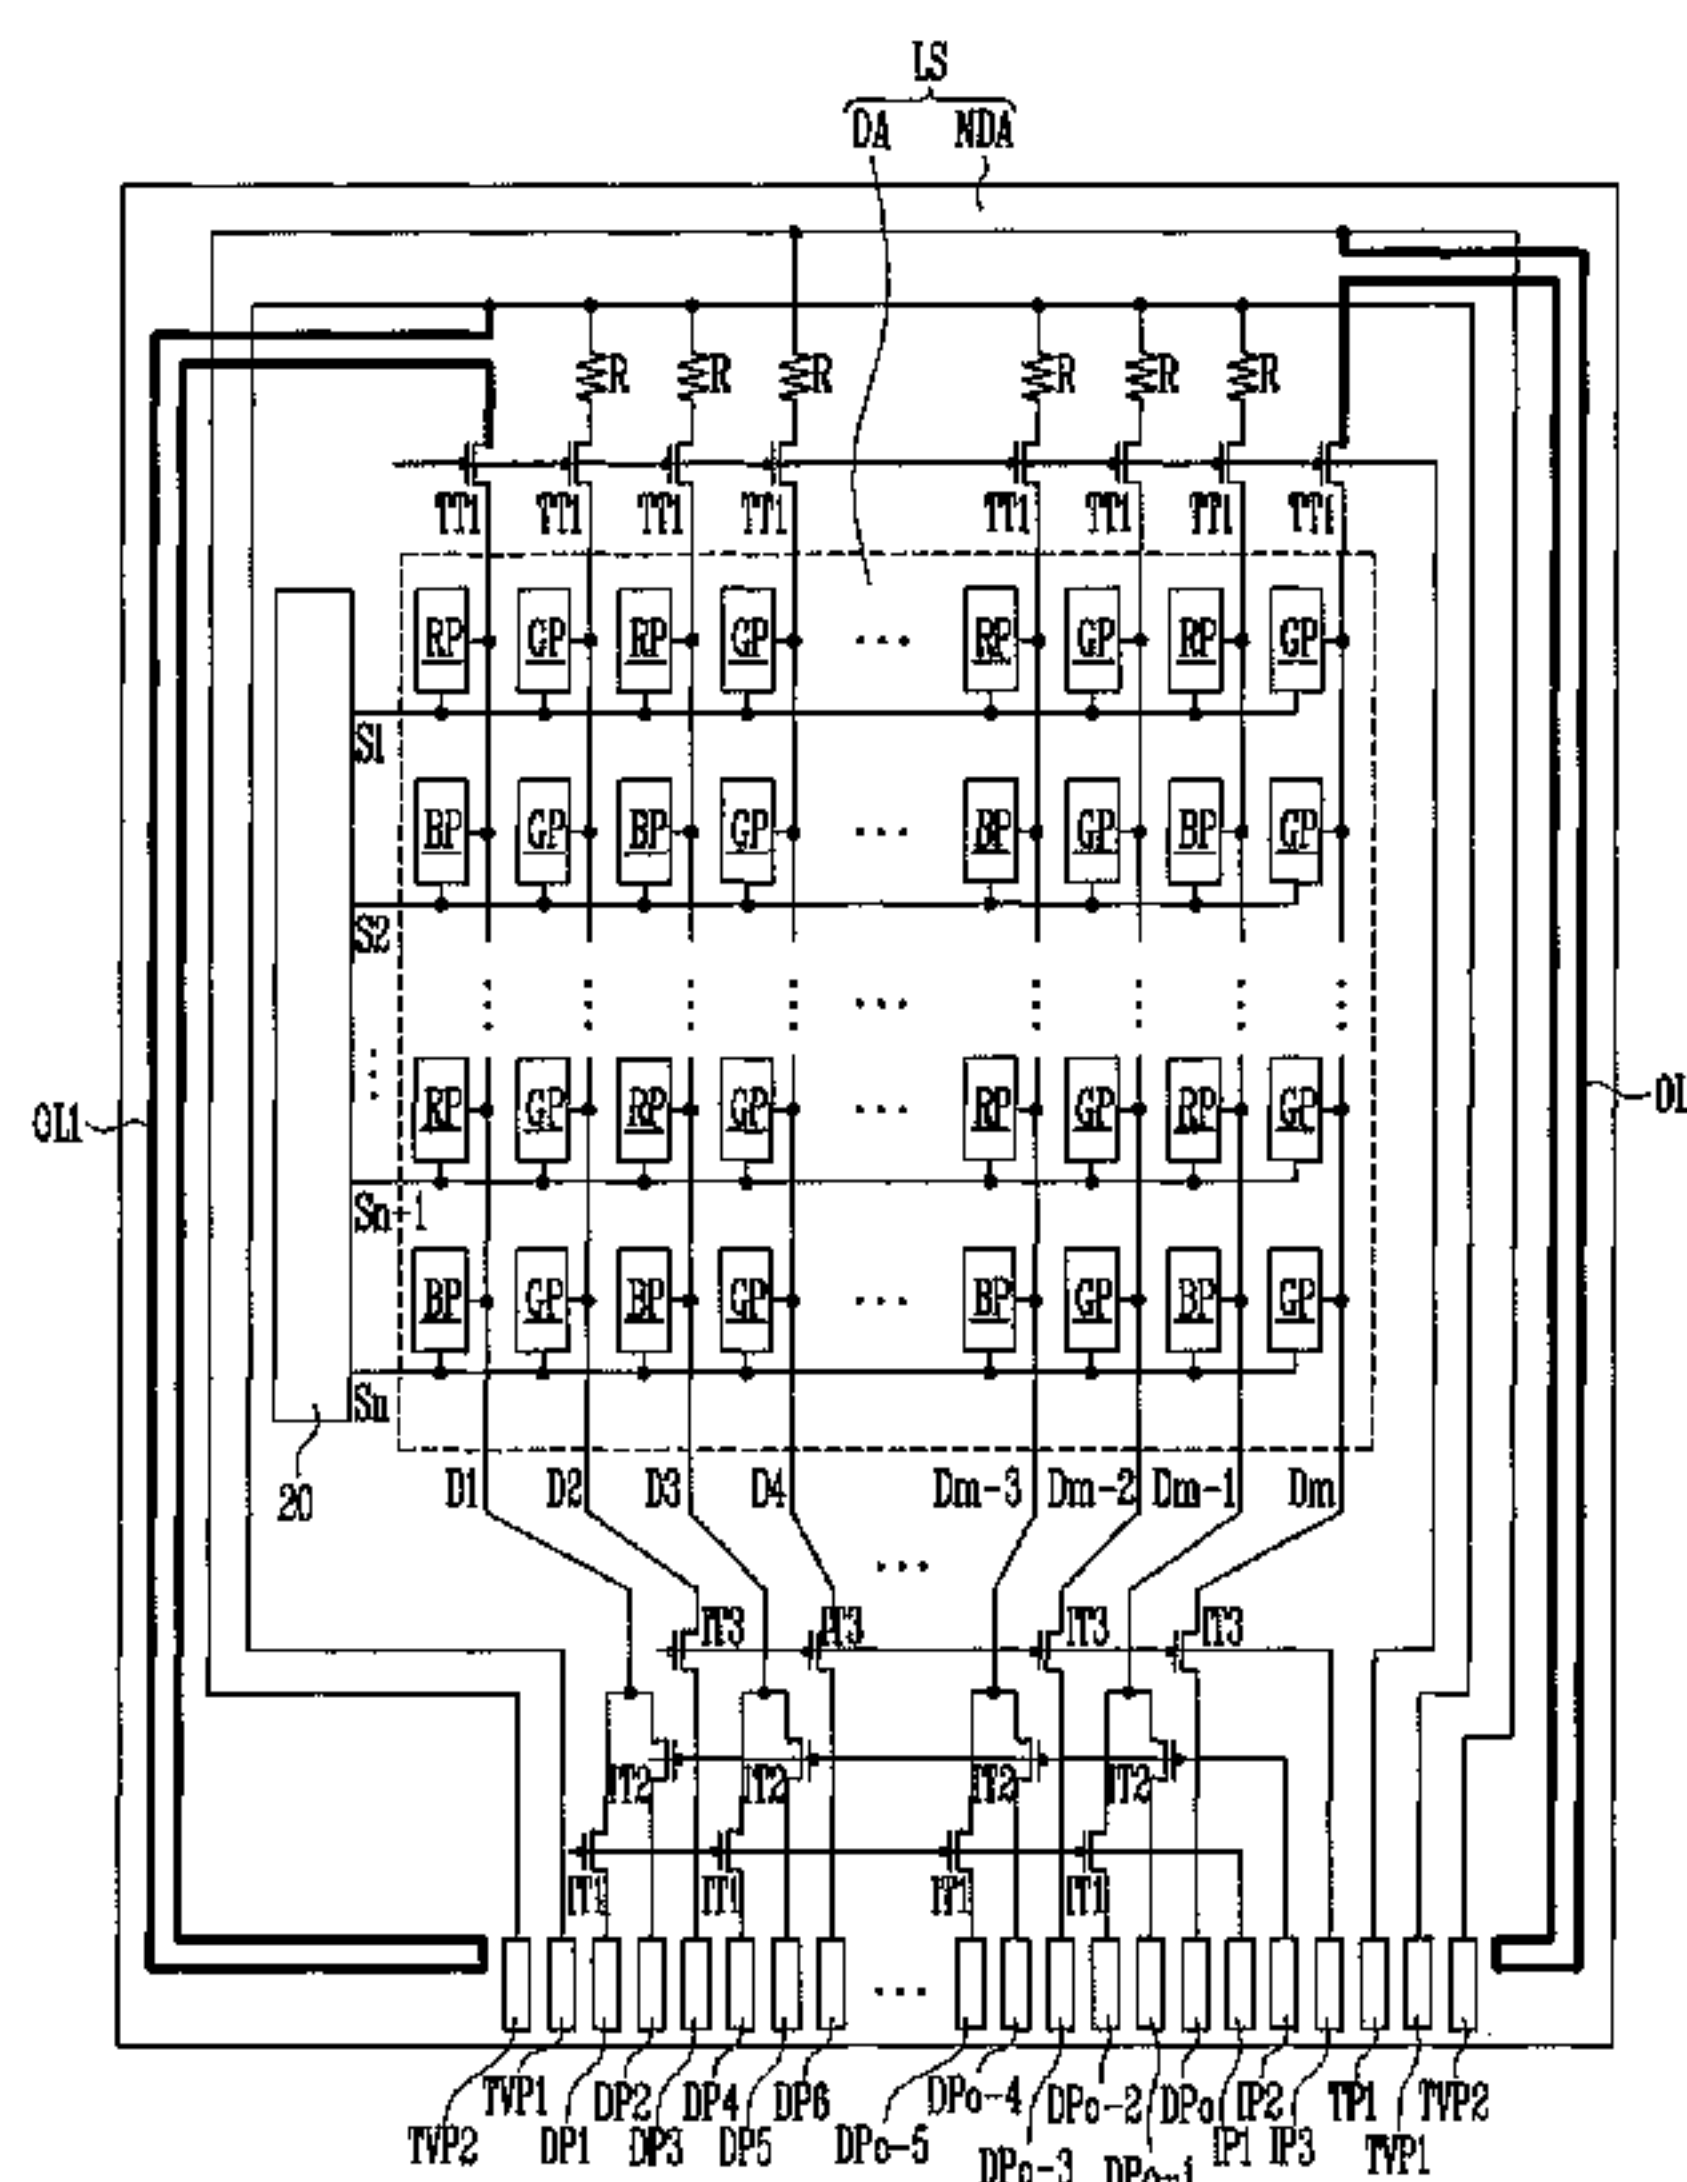 LS
DA NDA
R R R R R R
TT1 TT1 TT1 TT1 TT1 TT1 TT1 TT1
RP GP RP GP ... RP GP RP GP
S1
BP GP BP GP ... BP GP BP GP
S2
OL1
OL
RP GP RP GP ... RP GP RP GP
Sn-1
BP GP BP GP ... BP GP BP GP
Sn
20
D1 D2 D3 D4 Dm-3 Dm-2 Dm-1 Dm
...
IT3 IT3 IT3 IT3
IT2 IT2 IT2 IT2
IT1 IT1 IT1 IT1
...
TVP2 TVP1 DP1 DP2 DP3 DP4 DP5 DP6 DPo-5 DPo-4 DPo-3 DPo-2 DPo-1 DPo IP1 IP2 IP3 TP1 TVP1 TVP2